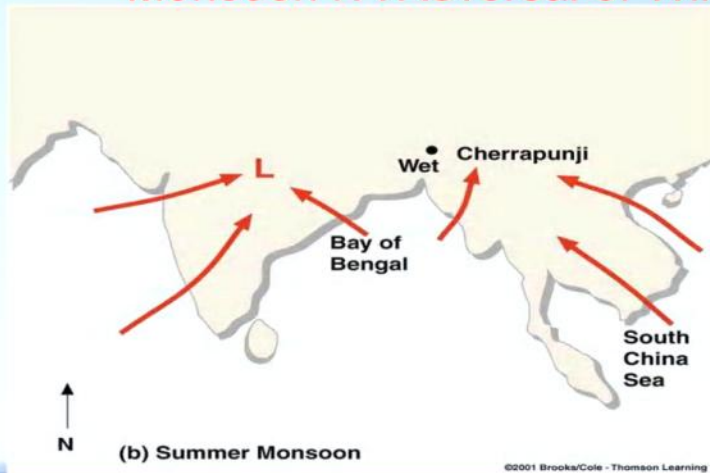 L
Wet
Cherrapunji
Bay of
Bengal
South
China
Sea
N
(b) Summer Monsoon
©2001 Brooks/Cole - Thomson Learning